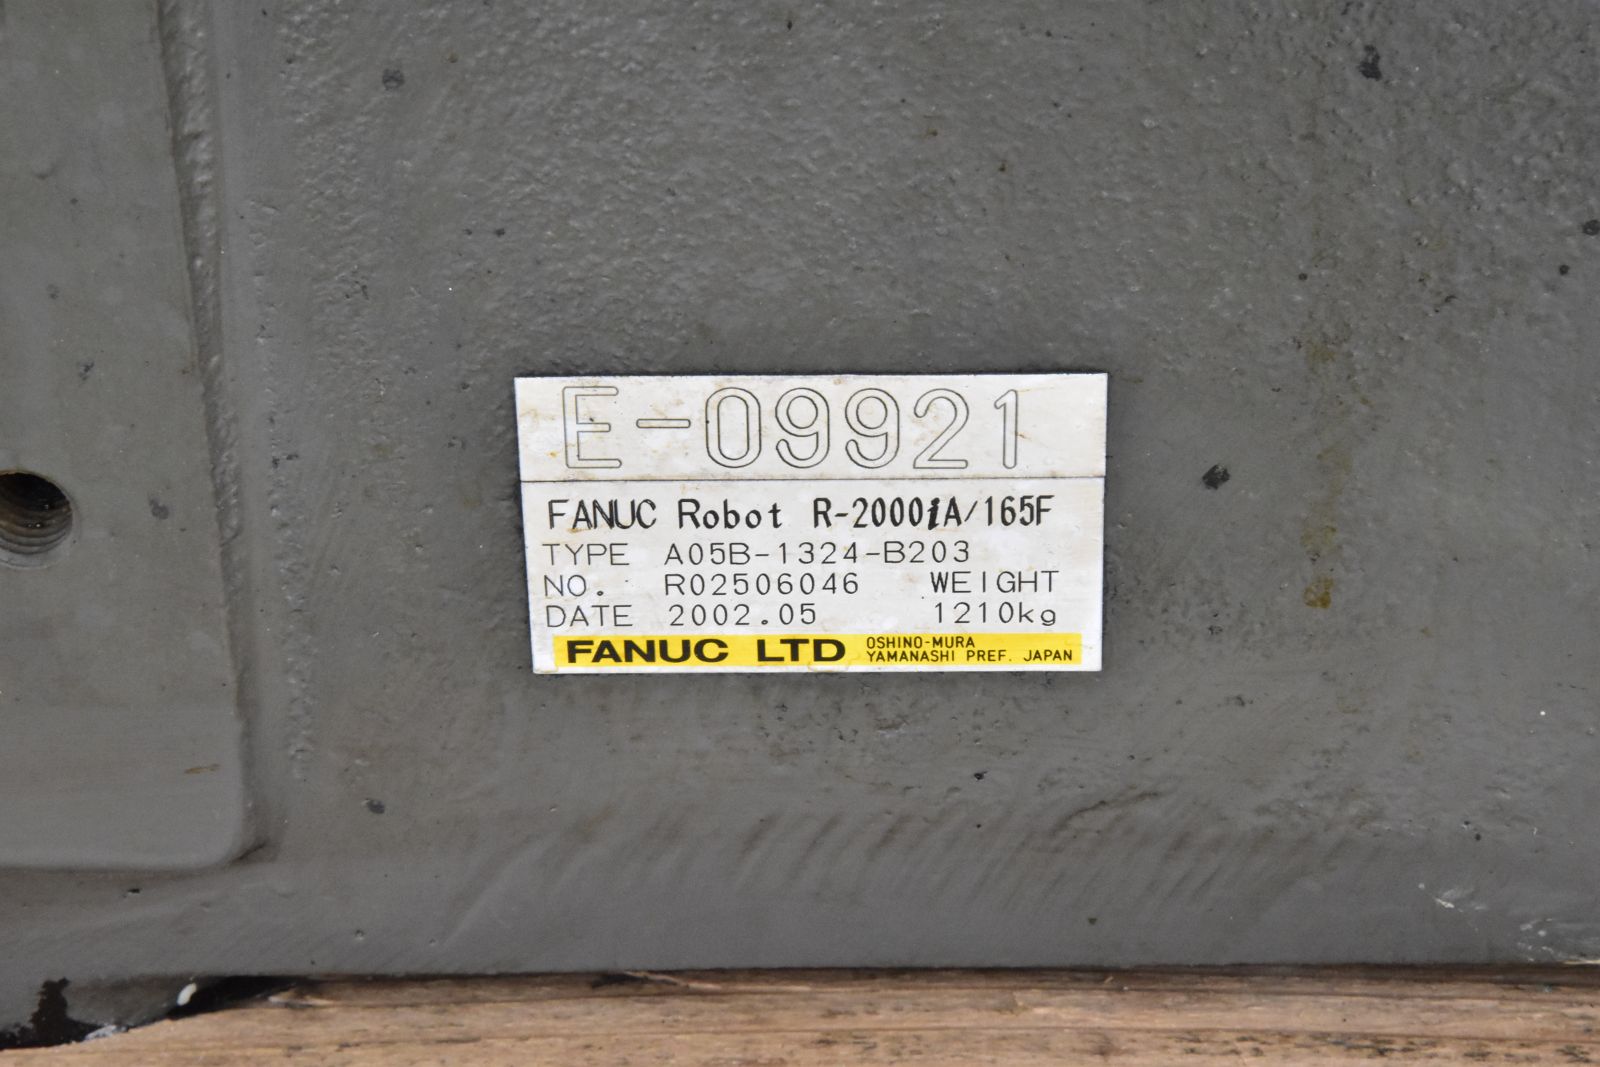 E-09921
FANUC Robot R-2000iA/165F
TYPE A05B-1324-B203
NO. R02506046 WEIGHT
DATE 2002.05 1210kg
FANUC LTD OSHINO-MURA
YAMANASHI PREF. JAPAN